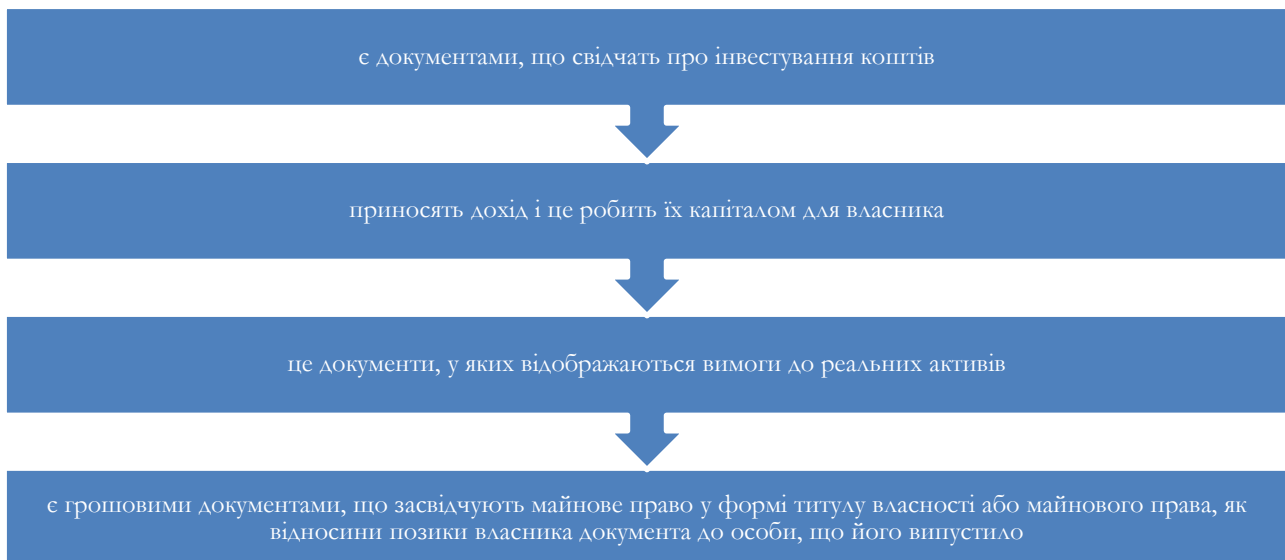 є документами, що свідчать про інвестування коштів
приносять дохід і це робить їх капіталом для власника
це документи, у яких відображаються вимоги до реальних активів
є грошовими документами, що засвідчують майнове право у формі титулу власності або майнового права, як
відносини позики власника документа до особи, що його випустило